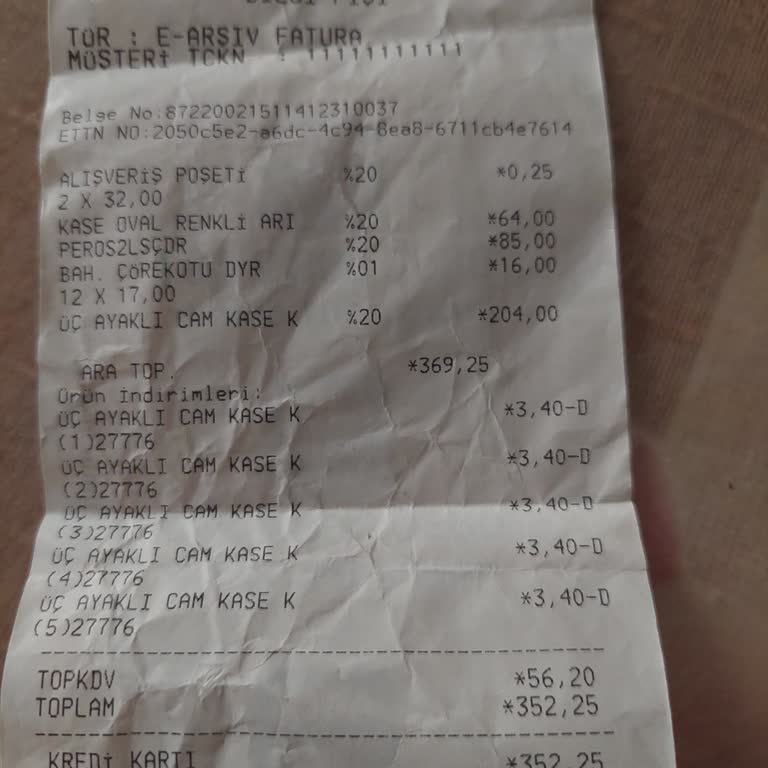 TÜR : E-ARŞİV FATURA
MÜŞTERİ TCKN : 11111111111
Belge No:87220021511412310037
ETTN NO:2050c5e2-a6dc-4c94-8ea8-6711cb4e7614
ALIŞVERİŞ POŞETİ %20 *0,25
2 X 32,00
KASE OVAL RENKLİ ARI %20 *64,00
PEROS2LSÇDR %20 *85,00
BAH. ÇÖREKOTU DYR %01 *16,00
12 X 17,00
ÜÇ AYAKLI CAM KASE K %20 *204,00
ARA TOP. *369,25
Ürün İndirimleri:
ÜÇ AYAKLI CAM KASE K *3,40-D
(1)27776
ÜÇ AYAKLI CAM KASE K *3,40-D
(2)27776
ÜÇ AYAKLI CAM KASE K *3,40-D
(3)27776
ÜÇ AYAKLI CAM KASE K *3,40-D
(4)27776
ÜÇ AYAKLI CAM KASE K *3,40-D
(5)27776
TOPKDV *56,20
TOPLAM *352,25
KREDİ KARTI *352,25